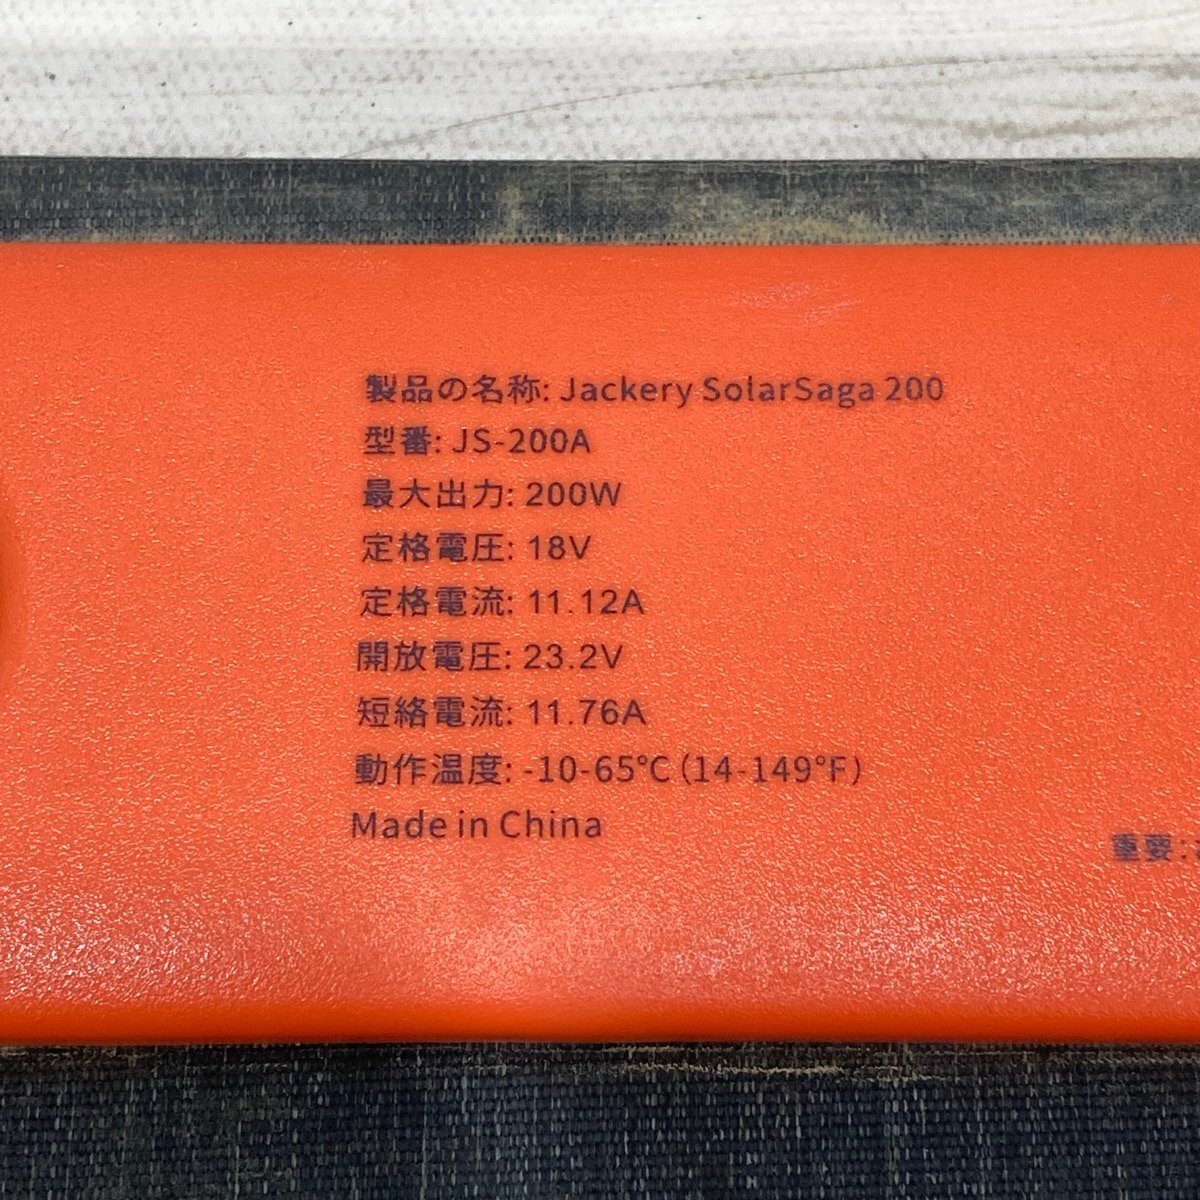 製品の名称: Jackery SolarSaga 200
型番: JS-200A
最大出力: 200W
定格電圧: 18V
定格電流: 11.12A
開放電圧: 23.2V
短絡電流: 11.76A
動作温度: -10-65℃(14-149°F)
Made in China
重要: